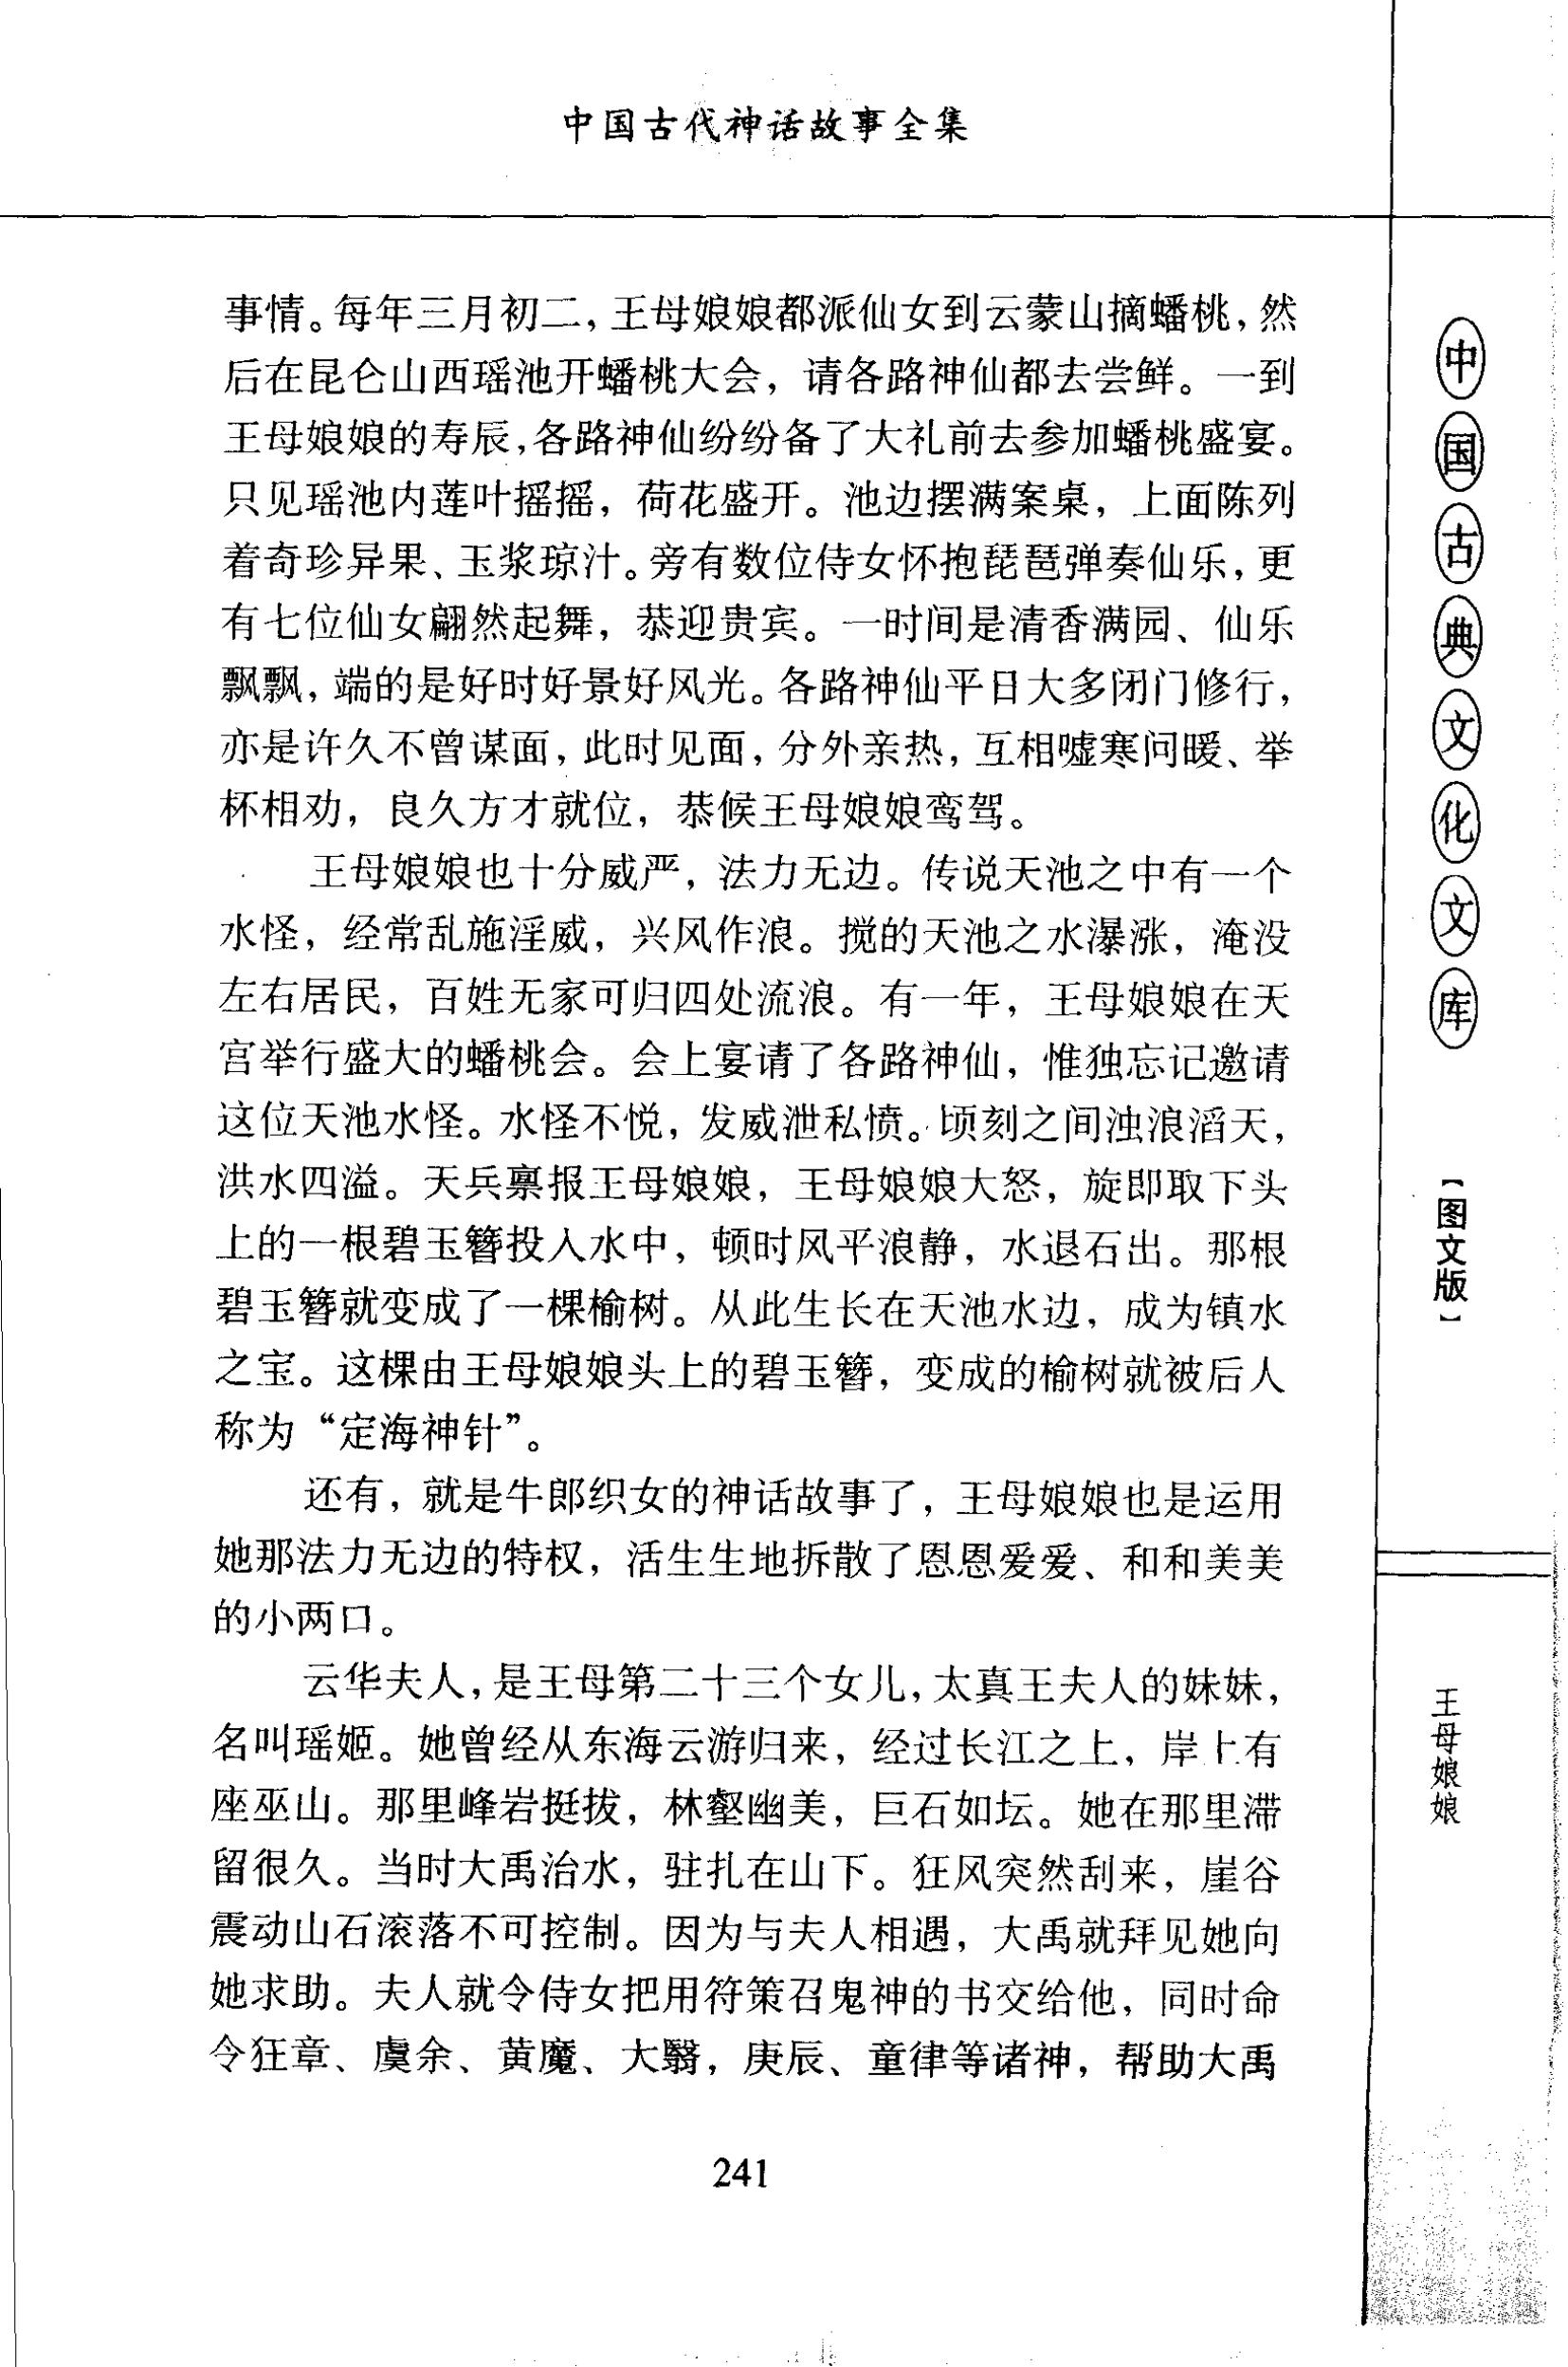 中国古代神话故事全集
事情。每年三月初二，王母娘娘都派仙女到云蒙山摘蟠桃，然
后在昆仑山西瑶池开蟠桃大会，请各路神仙都去尝鲜。一到
王母娘娘的寿辰，各路神仙纷纷备了大礼前去参加蟠桃盛宴。
只见瑶池内莲叶摇摇，荷花盛开。池边摆满案桌，上面陈列
着奇珍异果、玉浆琼汁。旁有数位侍女怀抱琵琶弹奏仙乐，更
有七位仙女翩然起舞，恭迎贵宾。一时间是清香满园、仙乐
飘飘，端的是好时好景好风光。各路神仙平日大多闭门修行，
亦是许久不曾谋面，此时见面，分外亲热，互相嘘寒问暖、举
杯相劝，良久方才就位，恭候王母娘娘鸾驾。
王母娘娘也十分威严，法力无边。传说天池之中有一个
水怪，经常乱施淫威，兴风作浪。搅的天池之水瀑涨，淹没
左右居民，百姓无家可归四处流浪。有一年，王母娘娘在天
宫举行盛大的蟠桃会。会上宴请了各路神仙，惟独忘记邀请
这位天池水怪。水怪不悦，发威泄私愤。顷刻之间浊浪滔天，
洪水四溢。天兵禀报王母娘娘，王母娘娘大怒，旋即取下头
上的一根碧玉簪投入水中，顿时风平浪静，水退石出。那根
碧玉簪就变成了一棵榆树。从此生长在天池水边，成为镇水
之宝。这棵由王母娘娘头上的碧玉簪，变成的榆树就被后人
称为“定海神针”。
还有，就是牛郎织女的神话故事了，王母娘娘也是运用
她那法力无边的特权，活生生地拆散了恩恩爱爱、和和美美
的小两口。
云华夫人，是王母第二十三个女儿，太真王夫人的妹妹，
名叫瑶姬。她曾经从东海云游归来，经过长江之上，岸上有
座巫山。那里峰岩挺拔，林壑幽美，巨石如坛。她在那里滞
留很久。当时大禹治水，驻扎在山下。狂风突然刮来，崖谷
震动山石滚落不可控制。因为与夫人相遇，大禹就拜见她向
她求助。夫人就令侍女把用符策召鬼神的书交给他，同时命
令狂章、虞余、黄魔、大翳，庚辰、童律等诸神，帮助大禹
241
中国古典文化文库
【图文版】
王母娘娘